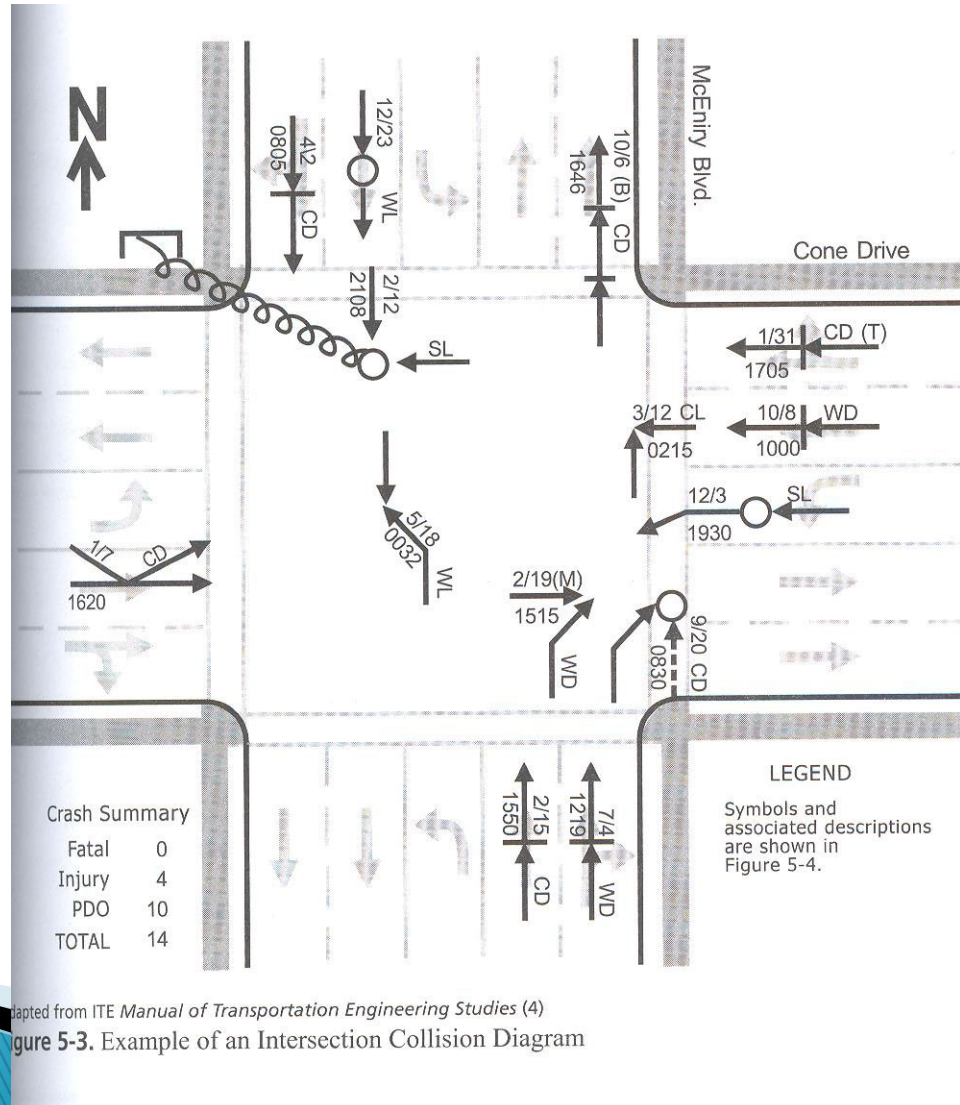 N
4\2
0805
CD
12/23
WL
2/12
2108
SL
10/6 (B)
1646
CD
McEniry Blvd.
Cone Drive
1/31 CD (T)
1705
3/12 CL
0215
10/8 WD
1000
12/3 SL
1930
5/18
0032
WL
1/7 CD
1620
2/19(M)
1515
WD
9/20 CD
0830
2/15
1550
CD
7/4
1219
WD
Crash Summary
Fatal 0
Injury 4
PDO 10
TOTAL 14
LEGEND
Symbols and
associated descriptions
are shown in
Figure 5-4.
dapted from ITE Manual of Transportation Engineering Studies (4)
gure 5-3. Example of an Intersection Collision Diagram